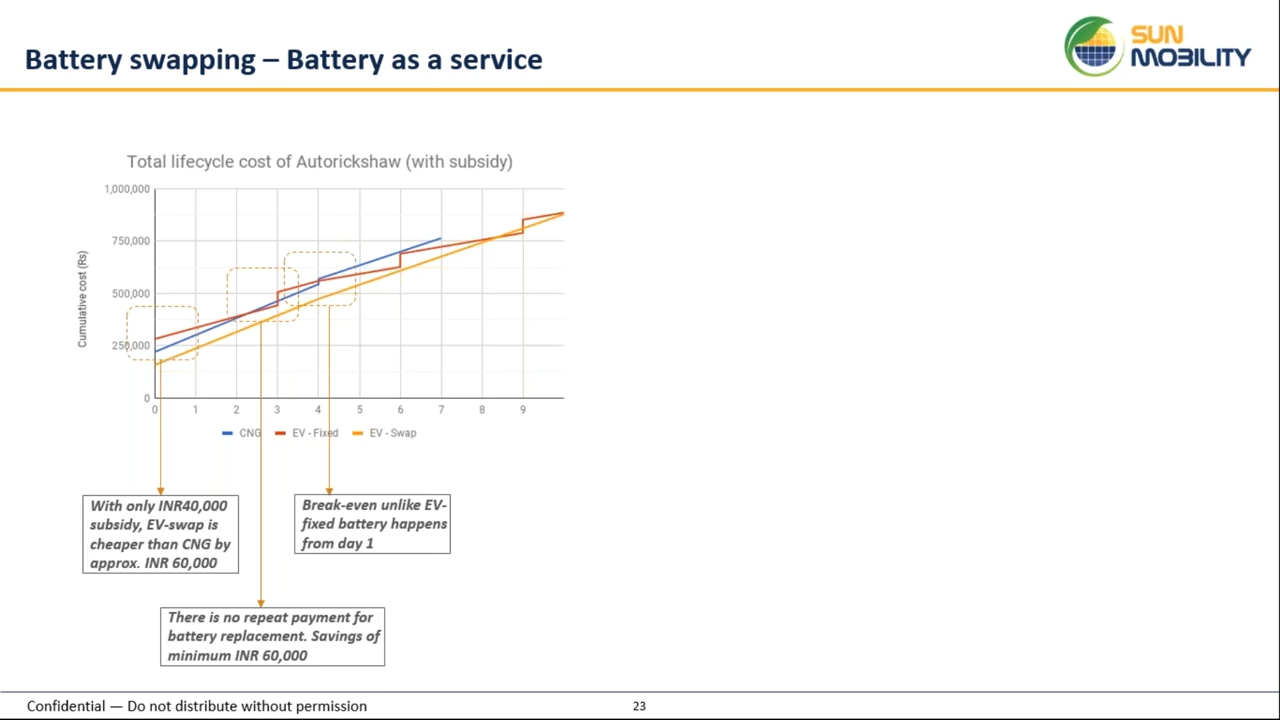 Battery swapping – Battery as a service
SUN
MOBILITY
Total lifecycle cost of Autorickshaw (with subsidy)
Cumulative cost (Rs)
1,000,000
750,000
500,000
250,000
0
0 1 2 3 4 5 6 7 8 9
CNG EV - Fixed EV - Swap
With only INR40,000
subsidy, EV-swap is
cheaper than CNG by
approx. INR 60,000
Break-even unlike EV-
fixed battery happens
from day 1
There is no repeat payment for
battery replacement. Savings of
minimum INR 60,000
Confidential — Do not distribute without permission
23